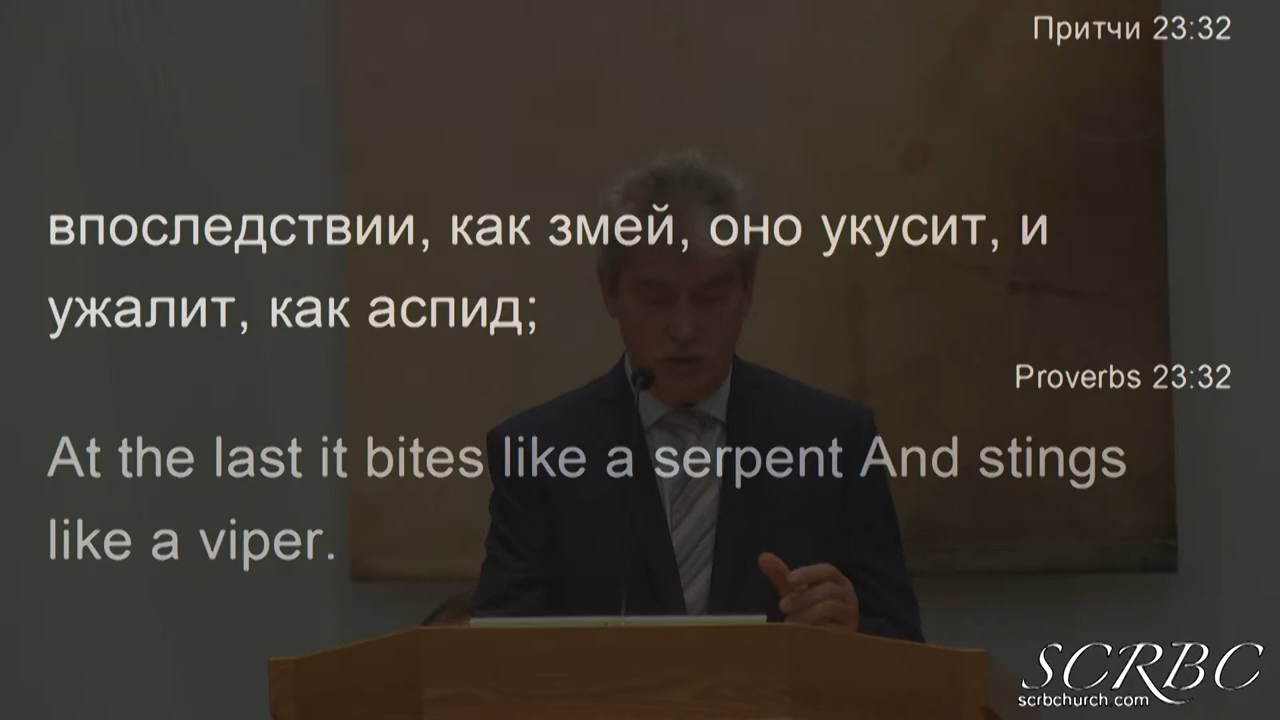 Притчи 23:32
впоследствии, как змей, оно укусит, и
ужалит, как аспид;
Proverbs 23:32
At the last it bites like a serpent And stings
like a viper.
SCRBC
scrbchurch.com